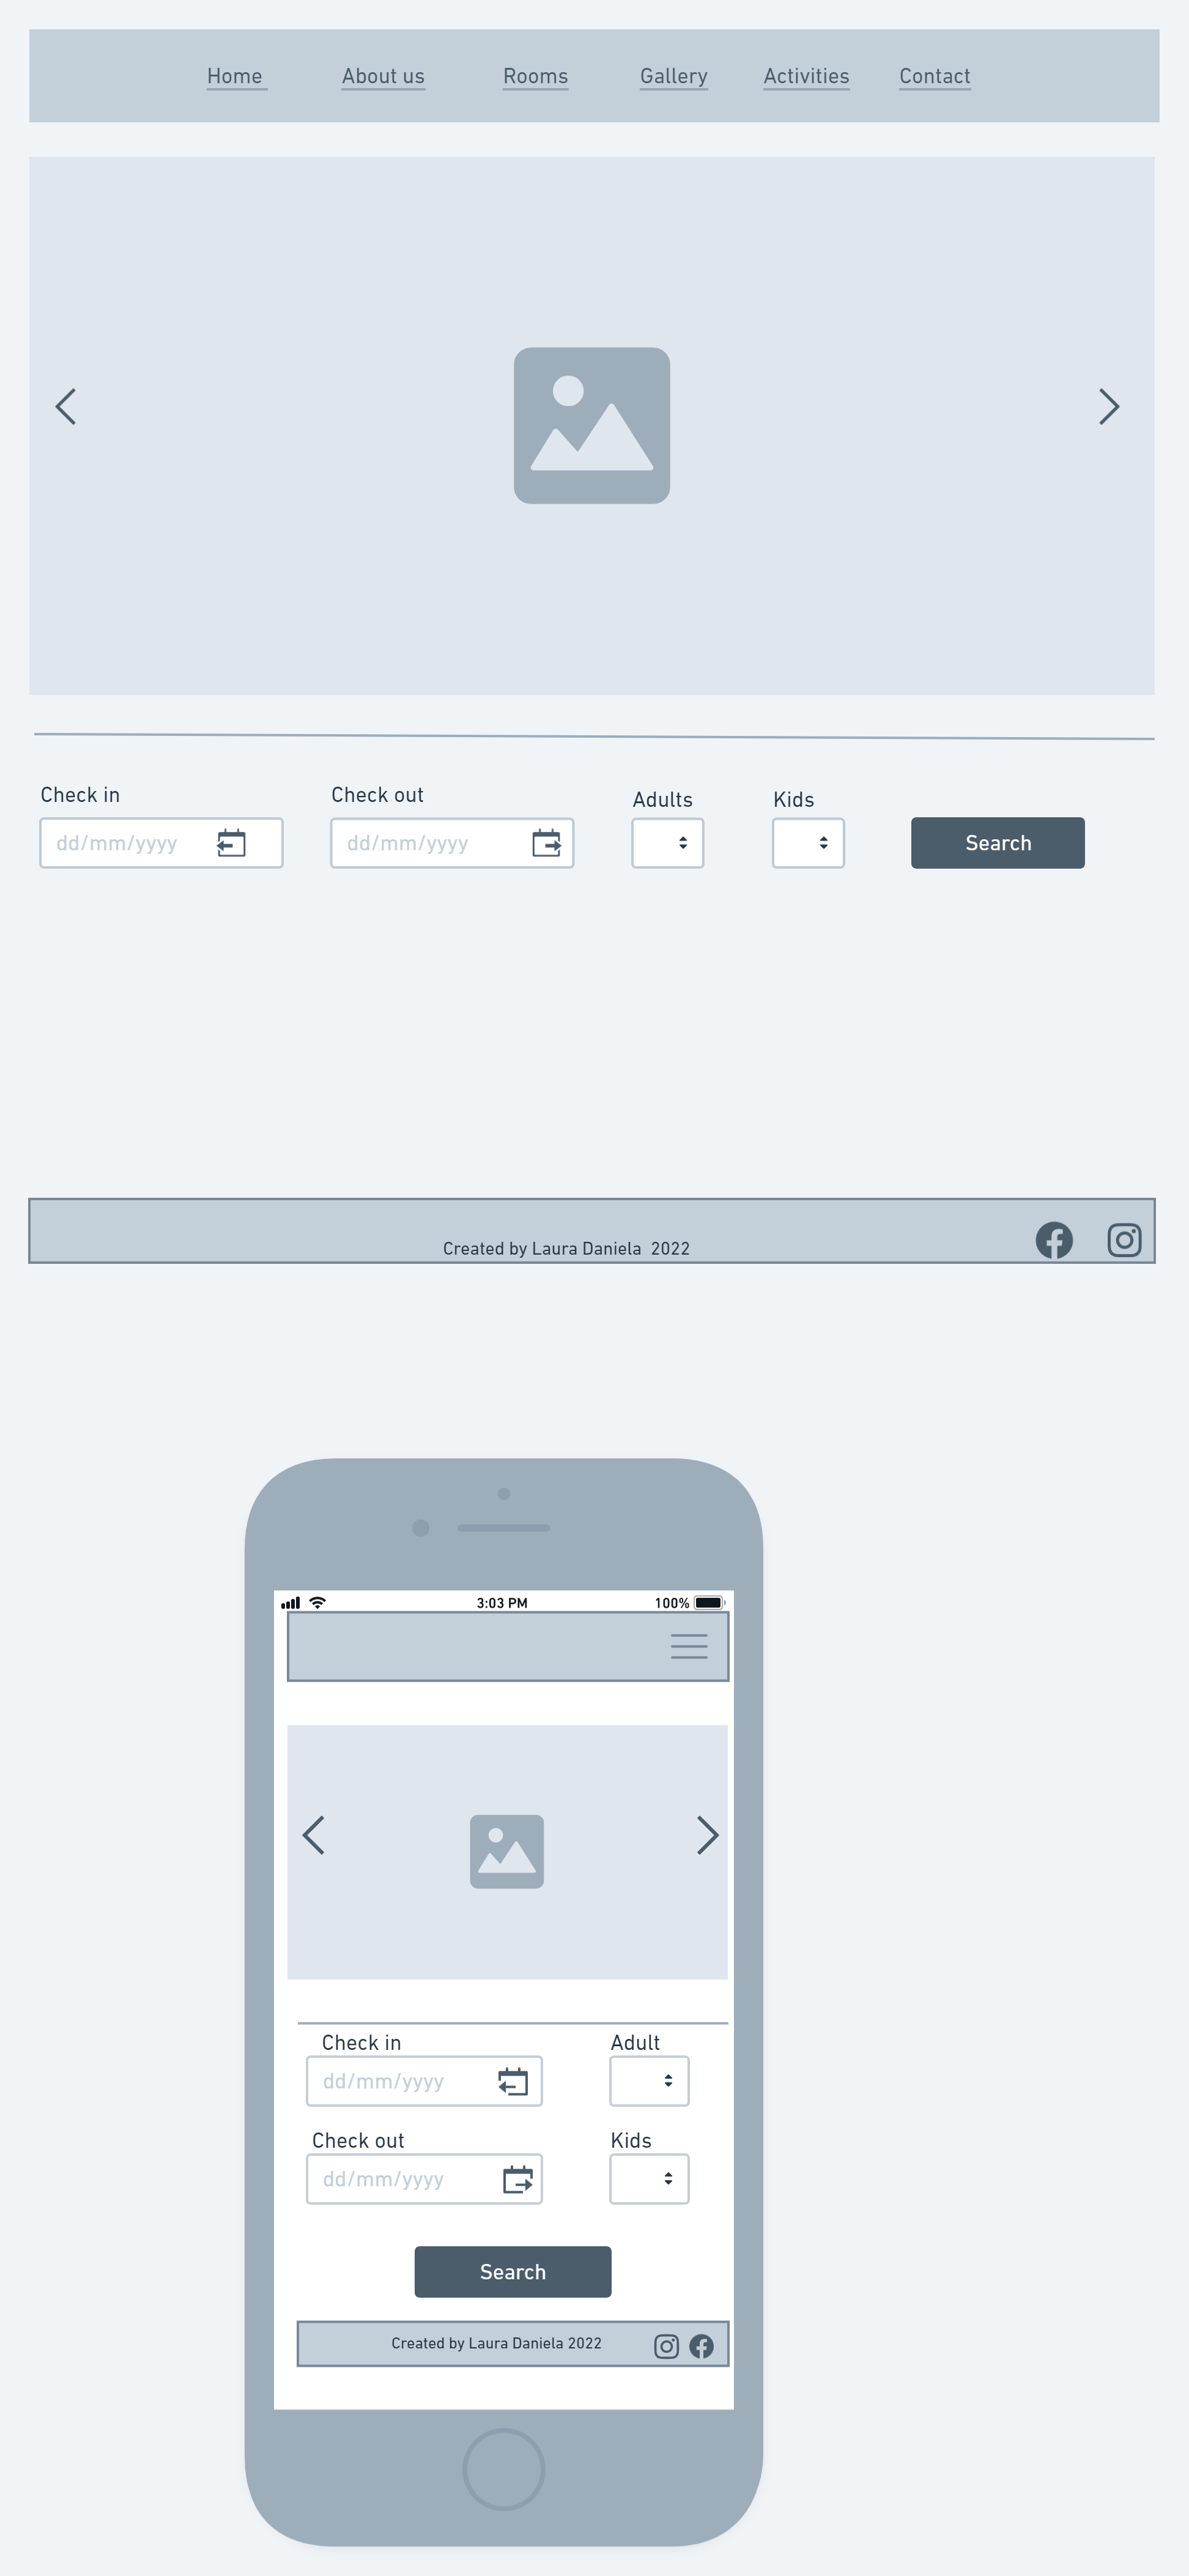 Home About us Rooms Gallery Activities Contact
Check in Check out Adults Kids
dd/mm/yyyy dd/mm/yyyy Search
Created by Laura Daniela 2022
3:03 PM 100%
Check in Adult
dd/mm/yyyy
Check out Kids
dd/mm/yyyy
Search
Created by Laura Daniela 2022